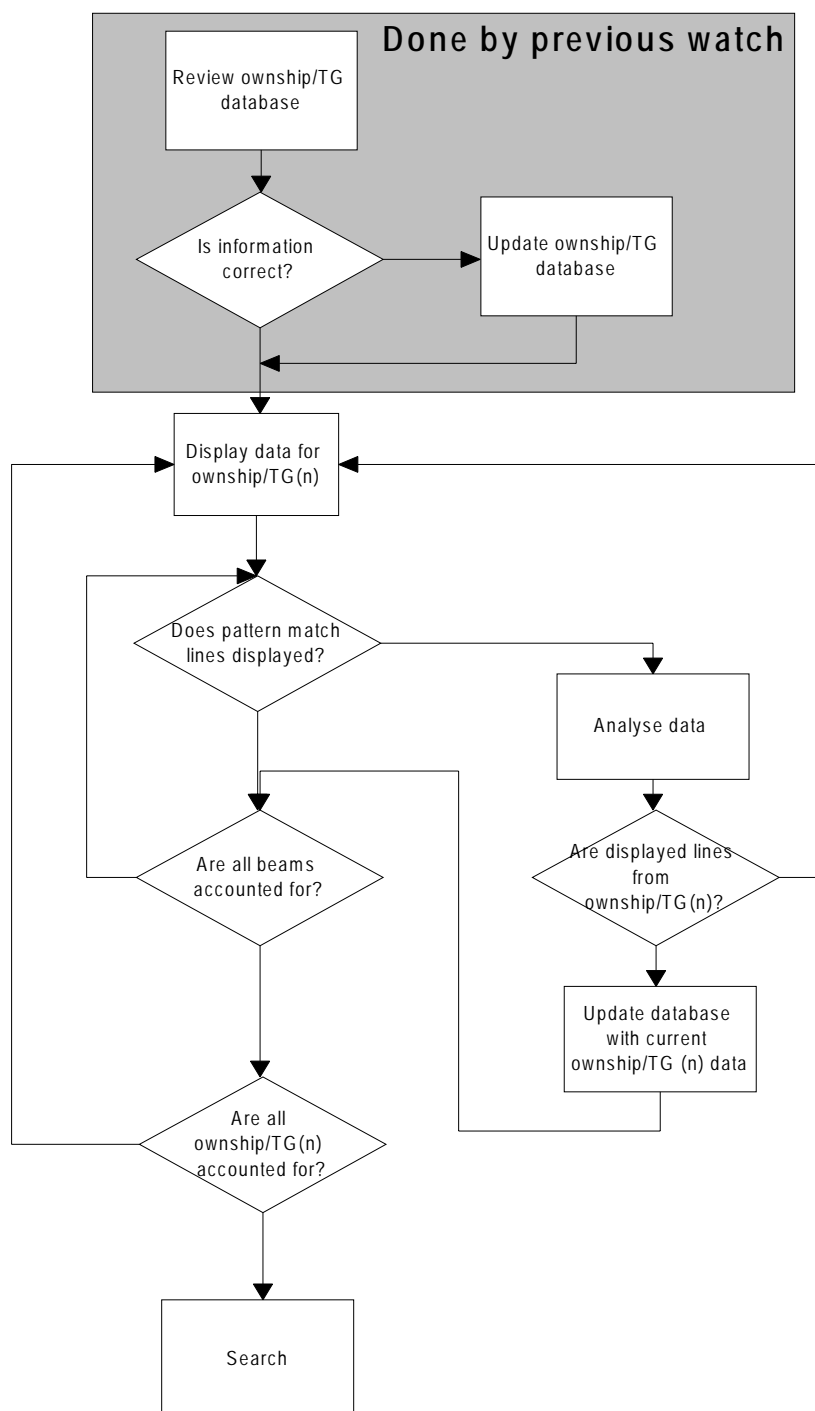 Done by previous watch
Review ownship/TG
database
Is information
correct?
Update ownship/TG
database
Display data for
ownship/TG(n)
Does pattern match
lines displayed?
Analyse data
Are all beams
accounted for?
Are displayed lines
from
ownship/TG(n)?
Update database
with current
ownship/TG (n) data
Are all
ownship/TG(n)
accounted for?
Search